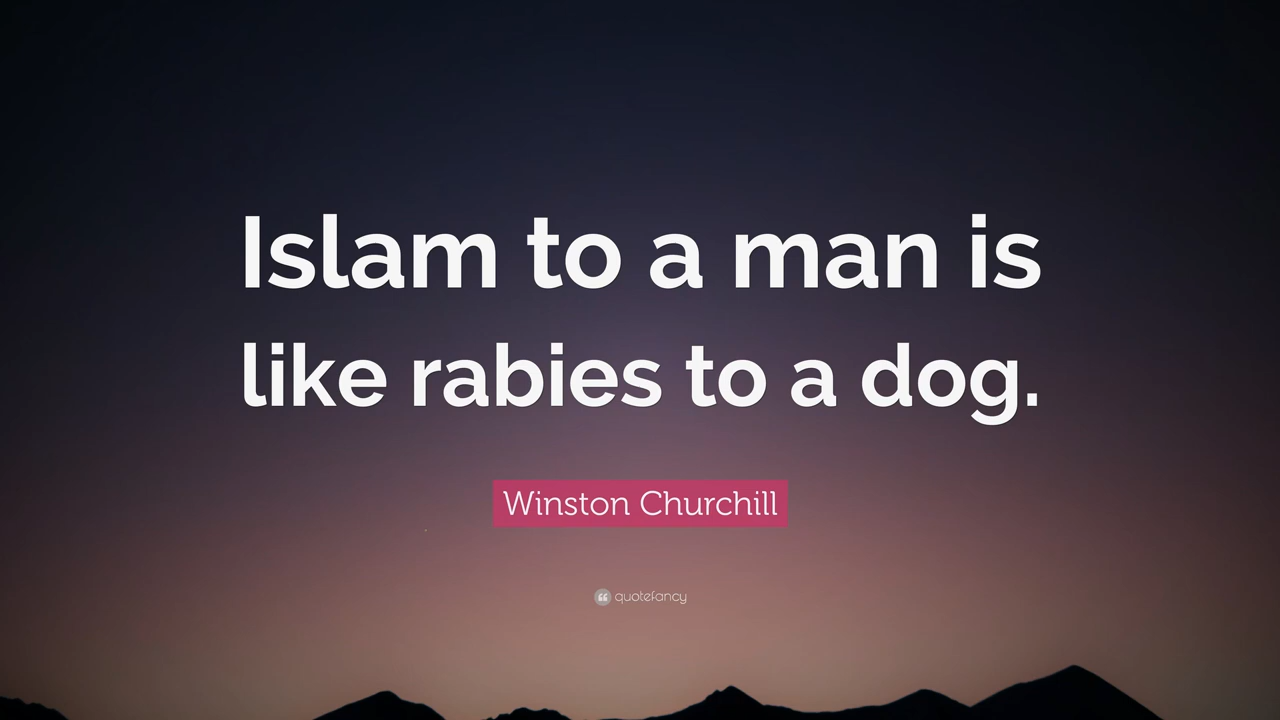 Islam to a man is
like rabies to a dog.
Winston Churchill
quotefancy